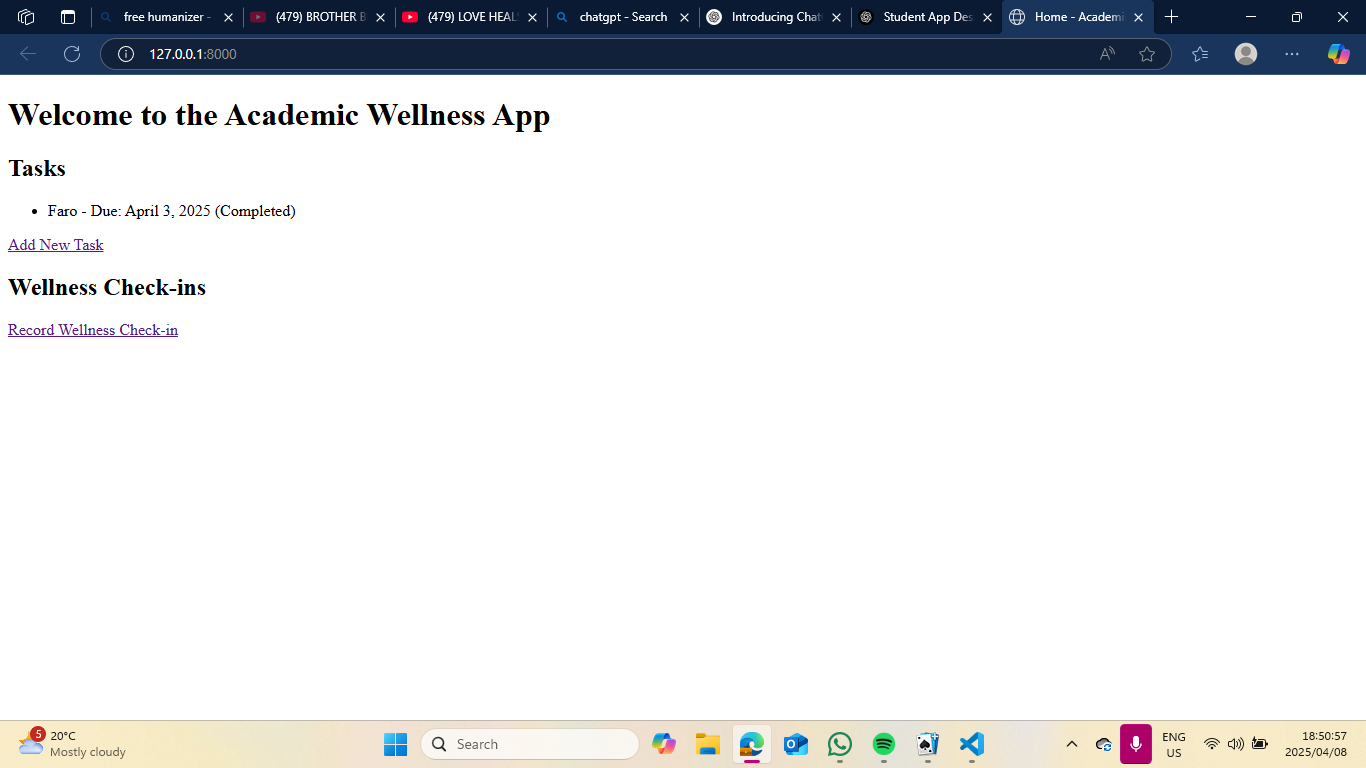 free humanizer -
(479) BROTHER B
(479) LOVE HEAL
chatgpt - Search
Introducing Chat
Student App Des
Home - Academi
127.0.0.1:8000
Welcome to the Academic Wellness App
Tasks
• Faro - Due: April 3, 2025 (Completed)
Add New Task
Wellness Check-ins
Record Wellness Check-in
5
20°C
Mostly cloudy
Search
ENG
US
18:50:57
2025/04/08